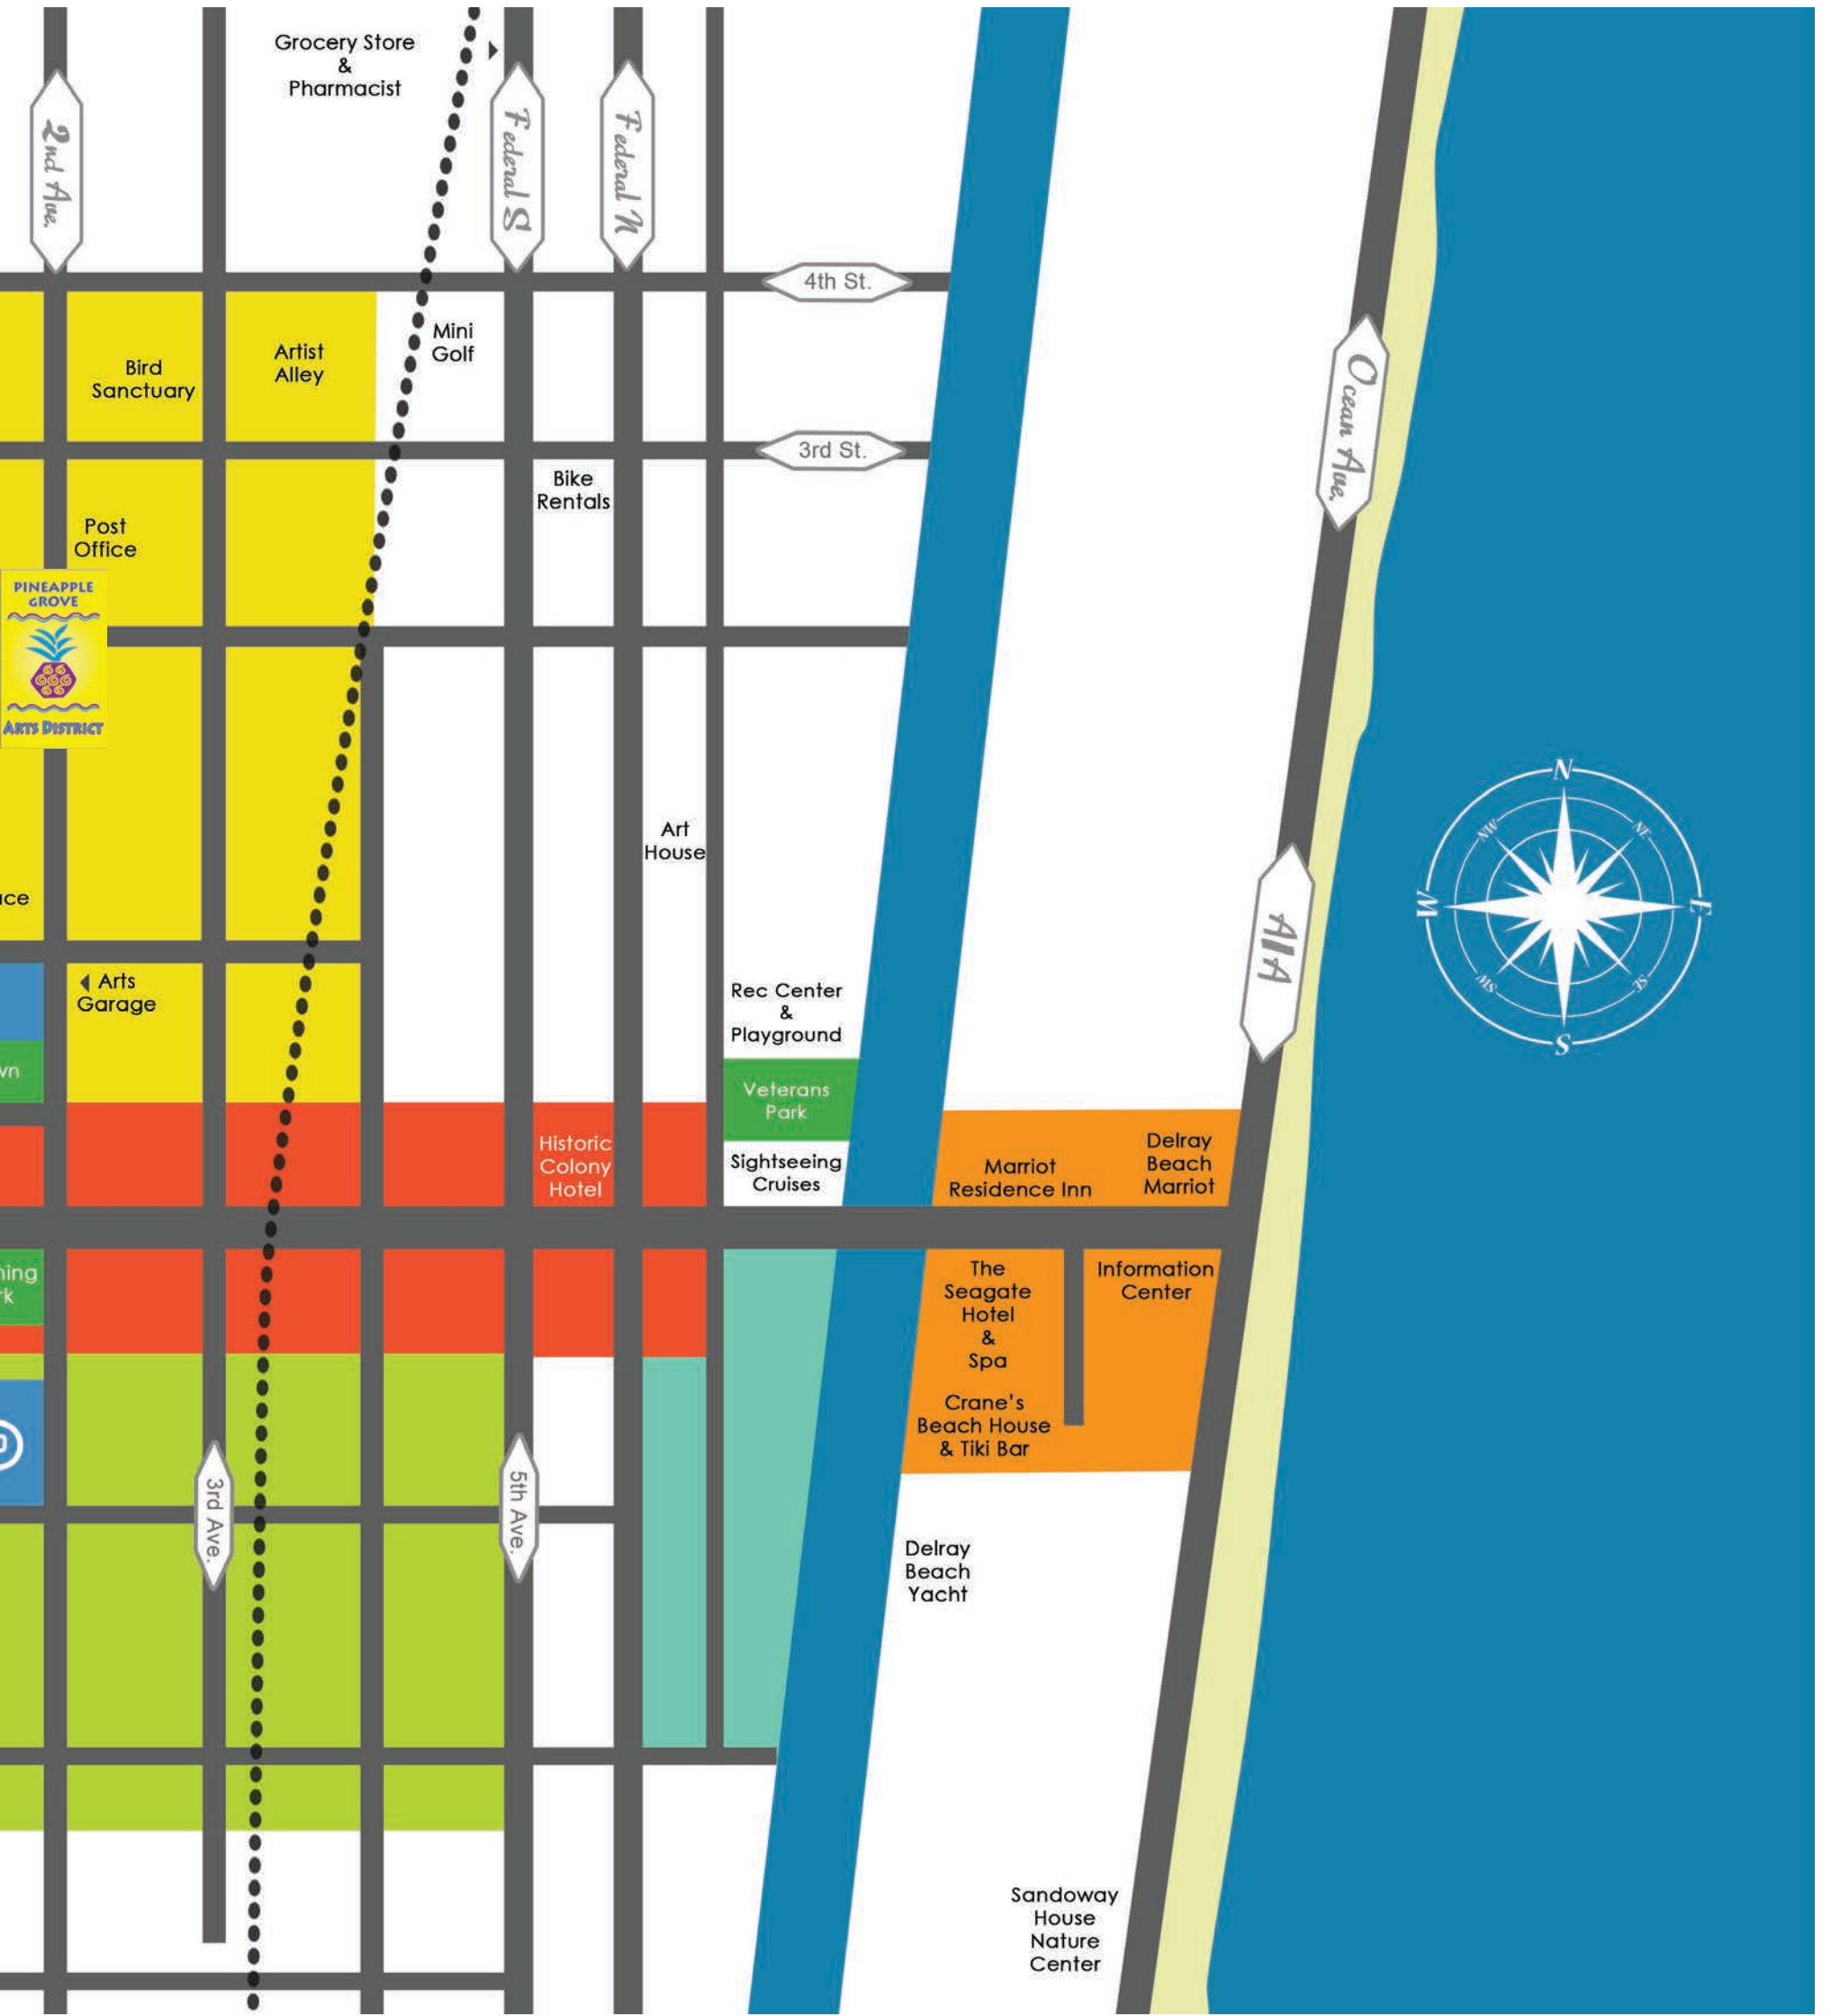 Grocery Store
&
Pharmacist
2nd Ave.
Federal S
Federal N
4th St.
Mini
Golf
Bird
Sanctuary
Artist
Alley
Ocean Ave.
3rd St.
Bike
Rentals
Post
Office
PINEAPPLE
GROVE
ARTS DISTRICT
N
NW
NE
W
E
SW
SE
S
Art
House
ace
A1A
Arts
Garage
Rec Center
&
Playground
wn
Veterans
Park
Historic
Colony
Hotel
Sightseeing
Cruises
Marriot
Residence Inn
Delray
Beach
Marriot
ning
rk
The
Seagate
Hotel
&
Spa
Information
Center
Crane's
Beach House
& Tiki Bar
3rd Ave.
5th Ave.
Delray
Beach
Yacht
Sandoway
House
Nature
Center